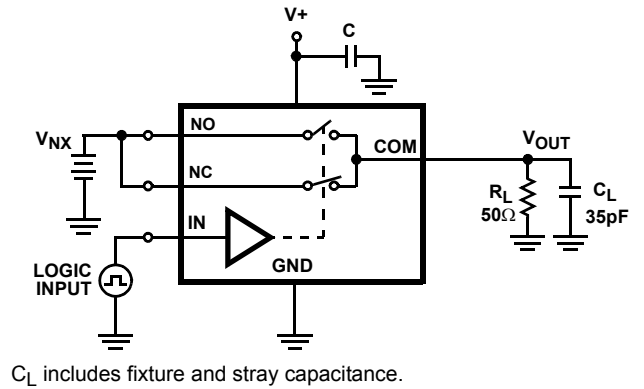 V+
C
VNX
NO
NC
COM
VOUT
IN
RL
50Ω
CL
35pF
LOGIC
INPUT
GND
CL includes fixture and stray capacitance.